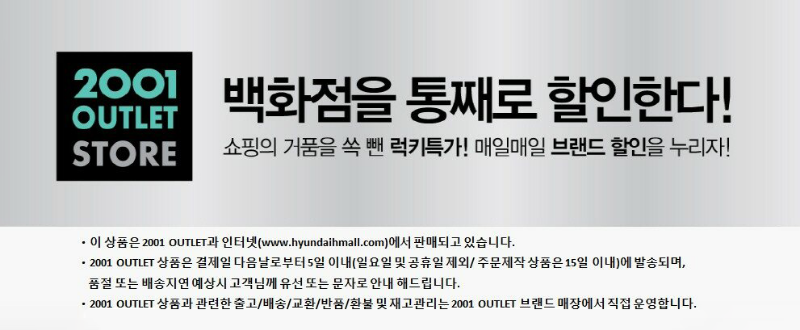 2001
OUTLET
STORE
백화점을 통째로 할인한다!
쇼핑의 거품을 쏙 뺀 럭키특가! 매일매일 브랜드 할인을 누리자!
• 이 상품은 2001 OUTLET과 인터넷(www.hyundaihmall.com)에서 판매되고 있습니다.
• 2001 OUTLET 상품은 결제일 다음날로부터 5일 이내(일요일 및 공휴일 제외/ 주문제작 상품은 15일 이내)에 발송되며,
품절 또는 배송지연 예상시 고객님께 유선 또는 문자로 안내 해드립니다.
• 2001 OUTLET 상품과 관련한 출고/배송/교환/반품/환불 및 재고관리는 2001 OUTLET 브랜드 매장에서 직접 운영합니다.